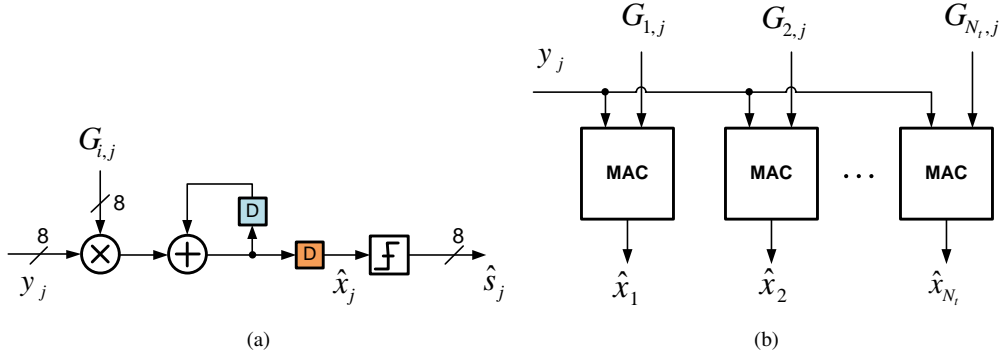 G_{i,j}
8
8
y_j
D
D
x̂_j
8
ŝ_j
(a)
G_{1,j}
G_{2,j}
G_{N_t,j}
y_j
MAC
MAC
...
MAC
x̂_1
x̂_2
x̂_{N_t}
(b)